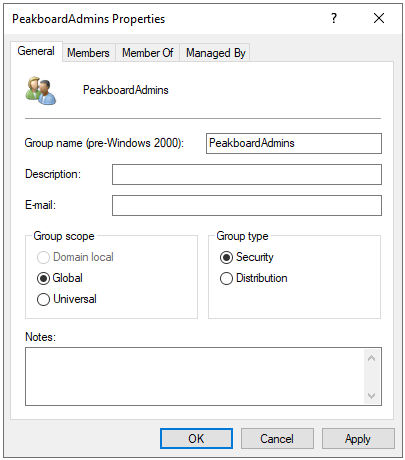 PeakboardAdmins Properties ? ×
General Members Member Of Managed By
PeakboardAdmins
Group name (pre-Windows 2000): PeakboardAdmins
Description:
E-mail:
Group scope
Domain local
Global
Universal
Group type
Security
Distribution
Notes:
OK Cancel Apply